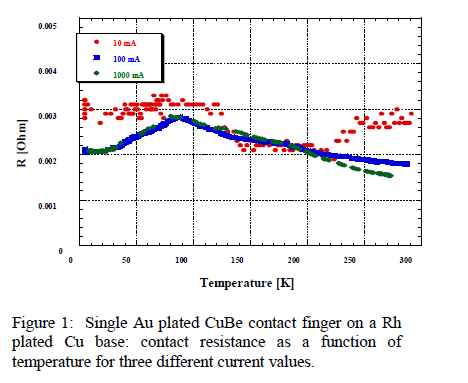 0.005
10 mA
100 mA
1000 mA
0.004
0.003
R [Ohm]
0.002
0.001
0
0 50 100 150 200 250 300
Temperature [K]
Figure 1: Single Au plated CuBe contact finger on a Rh
plated Cu base: contact resistance as a function of
temperature for three different current values.